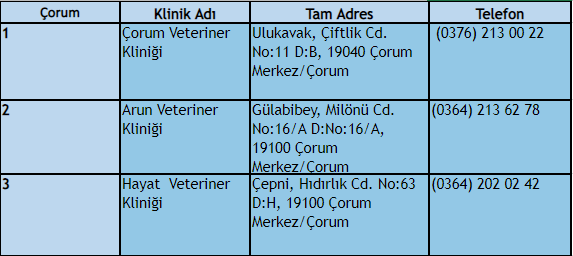 Çorum Klinik Adı Tam Adres Telefon
1 Çorum Veteriner Ulukavak, Çiftlik Cd. (0376) 213 00 22
Kliniği No:11 D:B, 19040 Çorum
Merkez/Çorum
2 Arun Veteriner Gülabibey, Milönü Cd. (0364) 213 62 78
Kliniği No:16/A D:No:16/A,
19100 Çorum
Merkez/Çorum
3 Hayat Veteriner Çepni, Hıdırlık Cd. No:63 (0364) 202 02 42
Kliniği D:H, 19100 Çorum
Merkez/Çorum